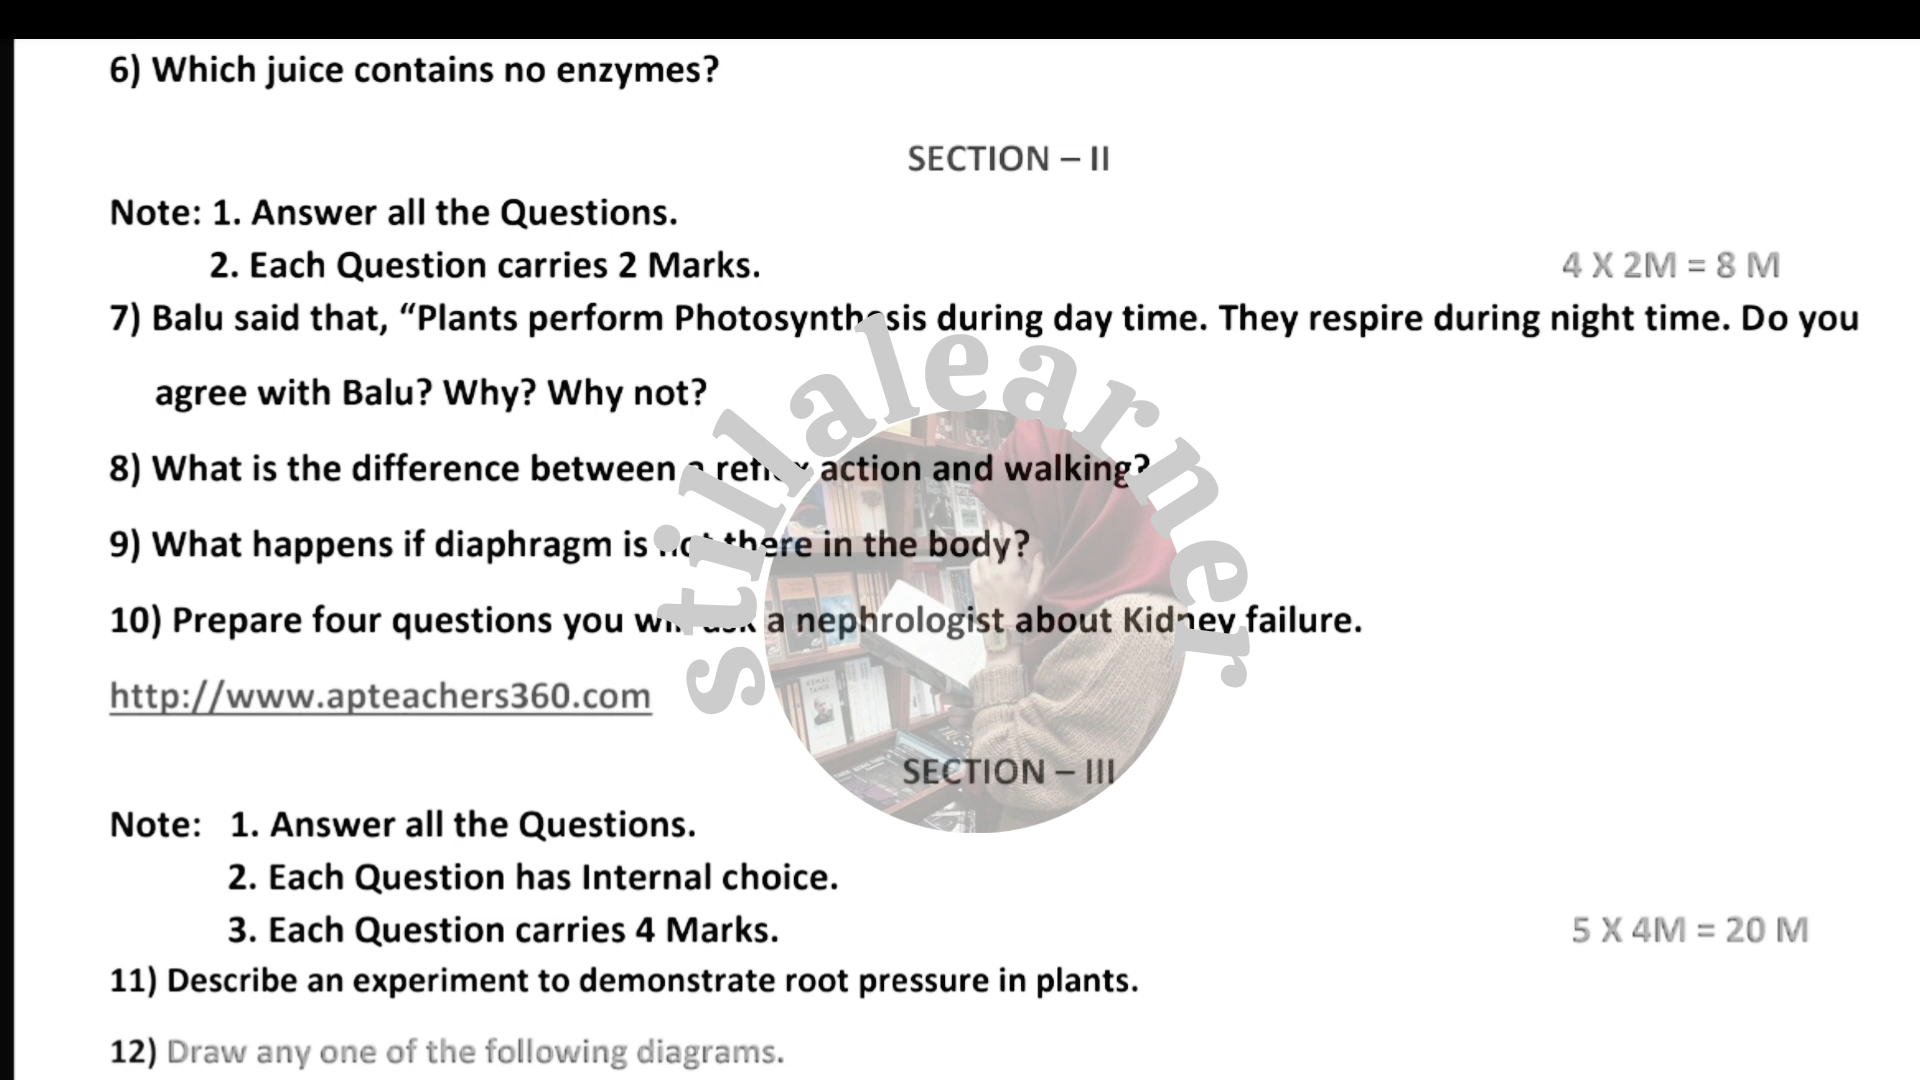 6) Which juice contains no enzymes?
SECTION – II
Note: 1. Answer all the Questions.
2. Each Question carries 2 Marks.
4 X 2M = 8 M
7) Balu said that, “Plants perform Photosynthesis during day time. They respire during night time. Do you
agree with Balu? Why? Why not?
8) What is the difference between a reflex action and walking?
9) What happens if diaphragm is not there in the body?
10) Prepare four questions you will ask a nephrologist about Kidney failure.
http://www.apteachers360.com
stillalearner
SECTION – III
Note: 1. Answer all the Questions.
2. Each Question has Internal choice.
3. Each Question carries 4 Marks.
5 X 4M = 20 M
11) Describe an experiment to demonstrate root pressure in plants.
12) Draw any one of the following diagrams.